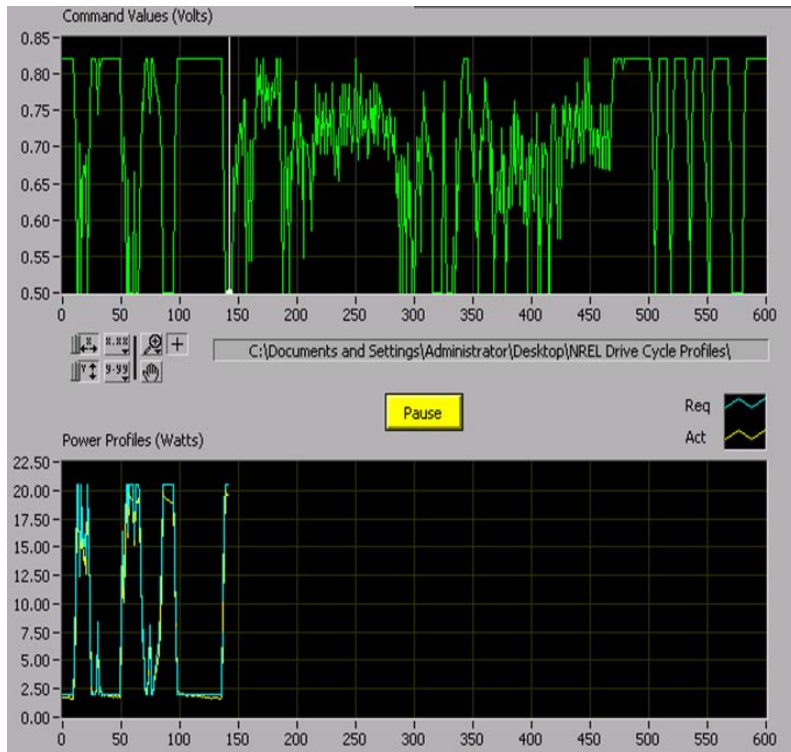 Command Values (Volts)
0.85
0.80
0.75
0.70
0.65
0.60
0.55
0.50
0 50 100 150 200 250 300 350 400 450 500 550 600
C:\Documents and Settings\Administrator\Desktop\NREL Drive Cycle Profiles\
Pause
Req
Act
Power Profiles (Watts)
22.50
20.00
17.50
15.00
12.50
10.00
7.50
5.00
2.50
0.00
0 50 100 150 200 250 300 350 400 450 500 550 600